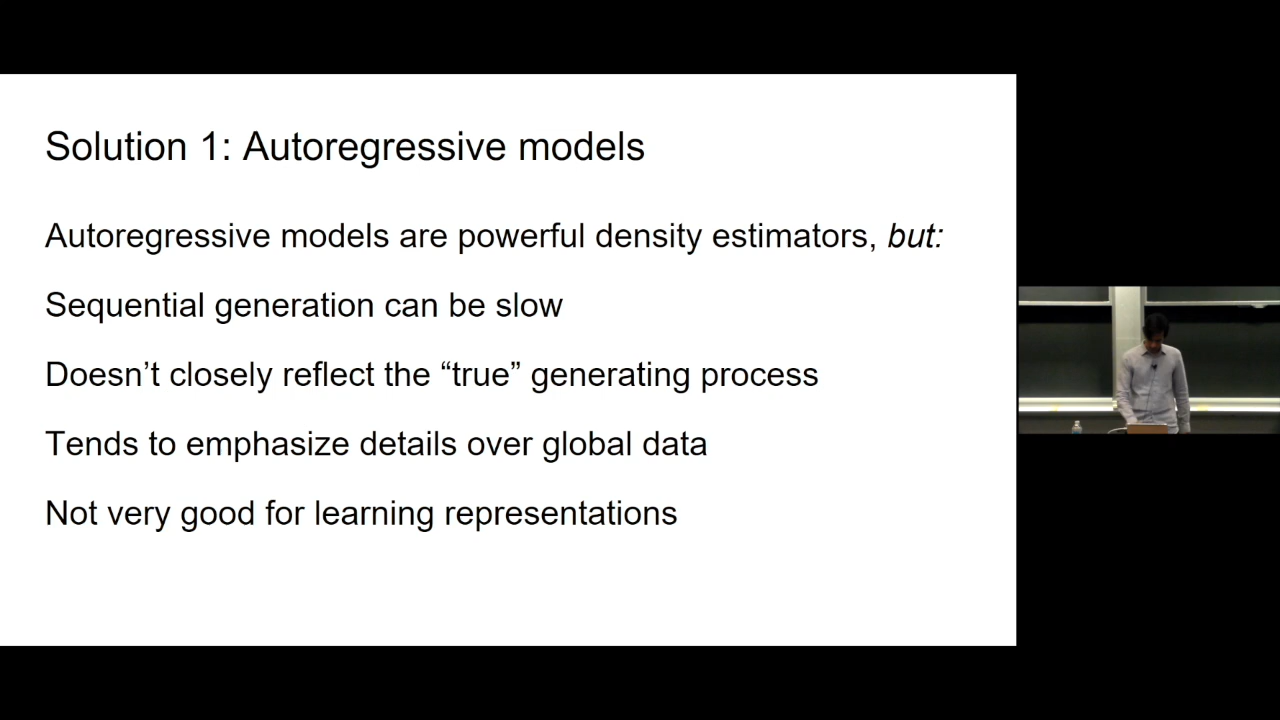 Solution 1: Autoregressive models
Autoregressive models are powerful density estimators, but:
Sequential generation can be slow
Doesn’t closely reflect the “true” generating process
Tends to emphasize details over global data
Not very good for learning representations